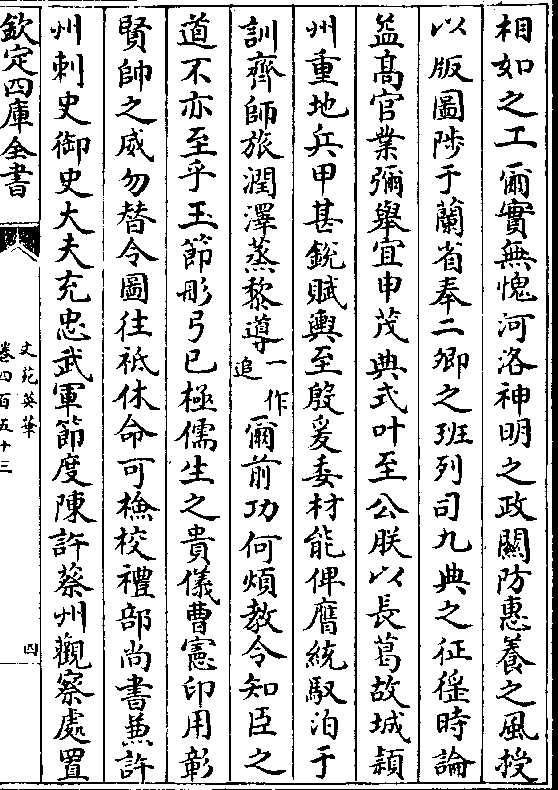 相如之工爾實無愧河洛神明之政關防惠養之風授
以版圖陟于蘭省奉二卿之班列司九典之征徭時論
益髙官業彌舉宜申茂典式叶至公朕以長葛故城潁
州重地兵甲甚銳賦輿至殷爰委材能俾膺統馭洎于
訓齊師旅潤澤蒸黎導一作追爾前功何煩教令知臣之
道不亦至乎玉節彤弓已極儒生之貴儀曹憲印用彰
賢帥之威勿替令圖往祗休命可檢校禮部尚書兼許
州刺史御史大夫充忠武軍節度陳許蔡州觀察處置
欽定四庫全書
文苑英華
卷四百五十三
四